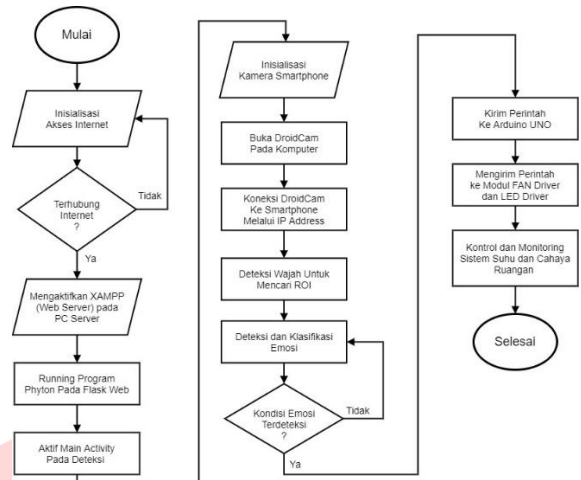 Mulai
Inisialisasi
Akses Internet
Terhubung
Internet
?
Tidak
Ya
Mengaktifkan XAMPP
(Web Server) pada
PC Server
Running Program
Phyton Pada Flask Web
Aktif Main Activity
Pada Deteksi
Inisialisasi
Kamera Smartphone
Buka DroidCam
Pada Komputer
Koneksi DroidCam
Ke Smartphone
Melalui IP Address
Deteksi Wajah Untuk
Mencari ROI
Deteksi dan Klasifikasi
Emosi
Kondisi Emosi
Terdeteksi
?
Tidak
Ya
Kirim Perintah
Ke Arduino UNO
Mengirim Perintah
ke Modul FAN Driver
dan LED Driver
Kontrol dan Monitoring
Sistem Suhu dan Cahaya
Ruangan
Selesai